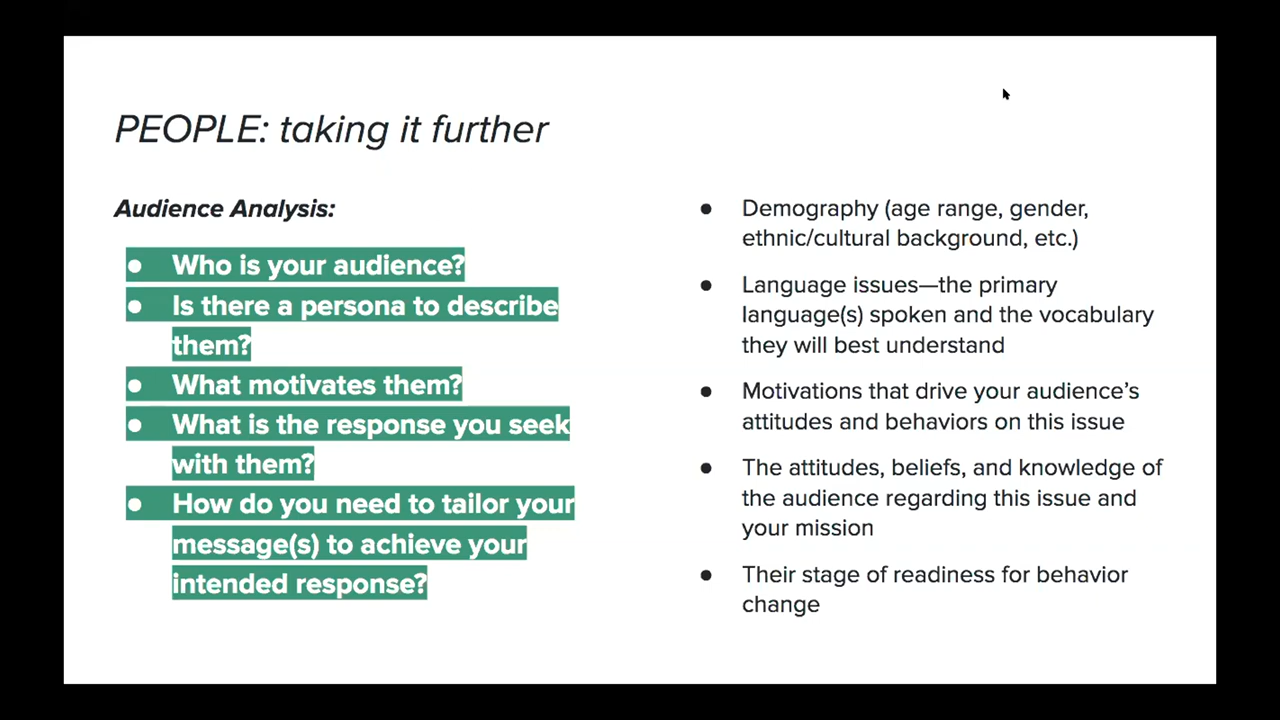 PEOPLE: taking it further
Audience Analysis:
● Who is your audience?
● Is there a persona to describe
them?
● What motivates them?
● What is the response you seek
with them?
● How do you need to tailor your
message(s) to achieve your
intended response?
● Demography (age range, gender,
ethnic/cultural background, etc.)
● Language issues—the primary
language(s) spoken and the vocabulary
they will best understand
● Motivations that drive your audience’s
attitudes and behaviors on this issue
● The attitudes, beliefs, and knowledge of
the audience regarding this issue and
your mission
● Their stage of readiness for behavior
change